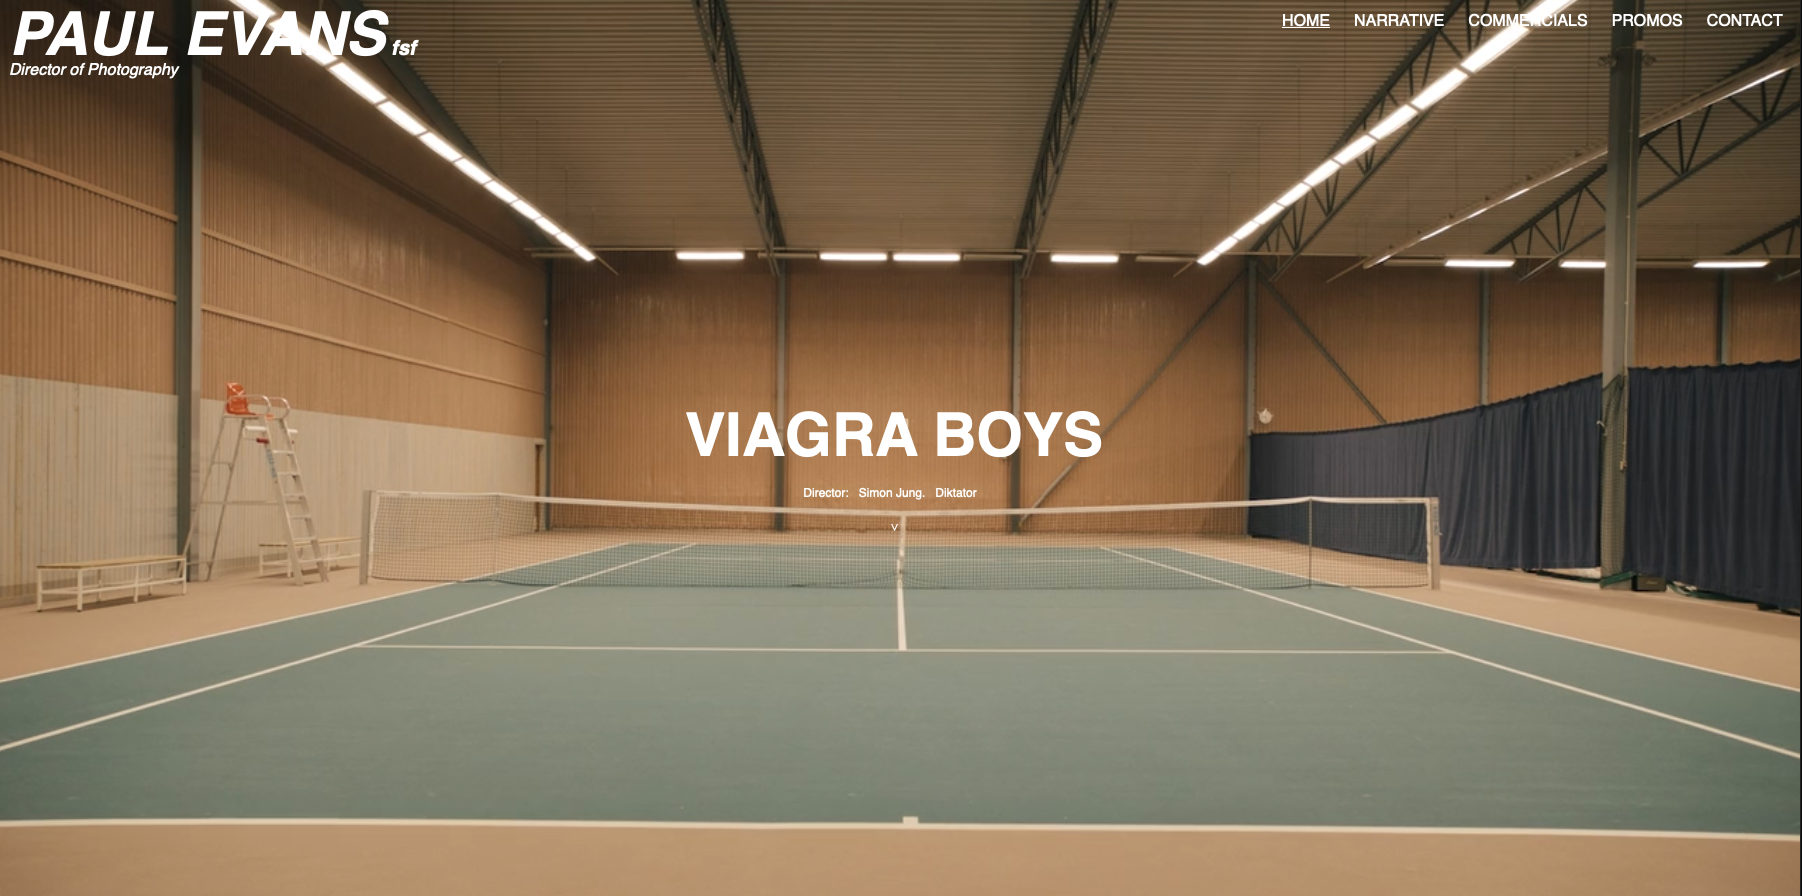 PAUL EVANS fsf
Director of Photography
HOME NARRATIVE COMMERCIALS PROMOS CONTACT
VIAGRA BOYS
Director: Simon Jung. Diktator
v